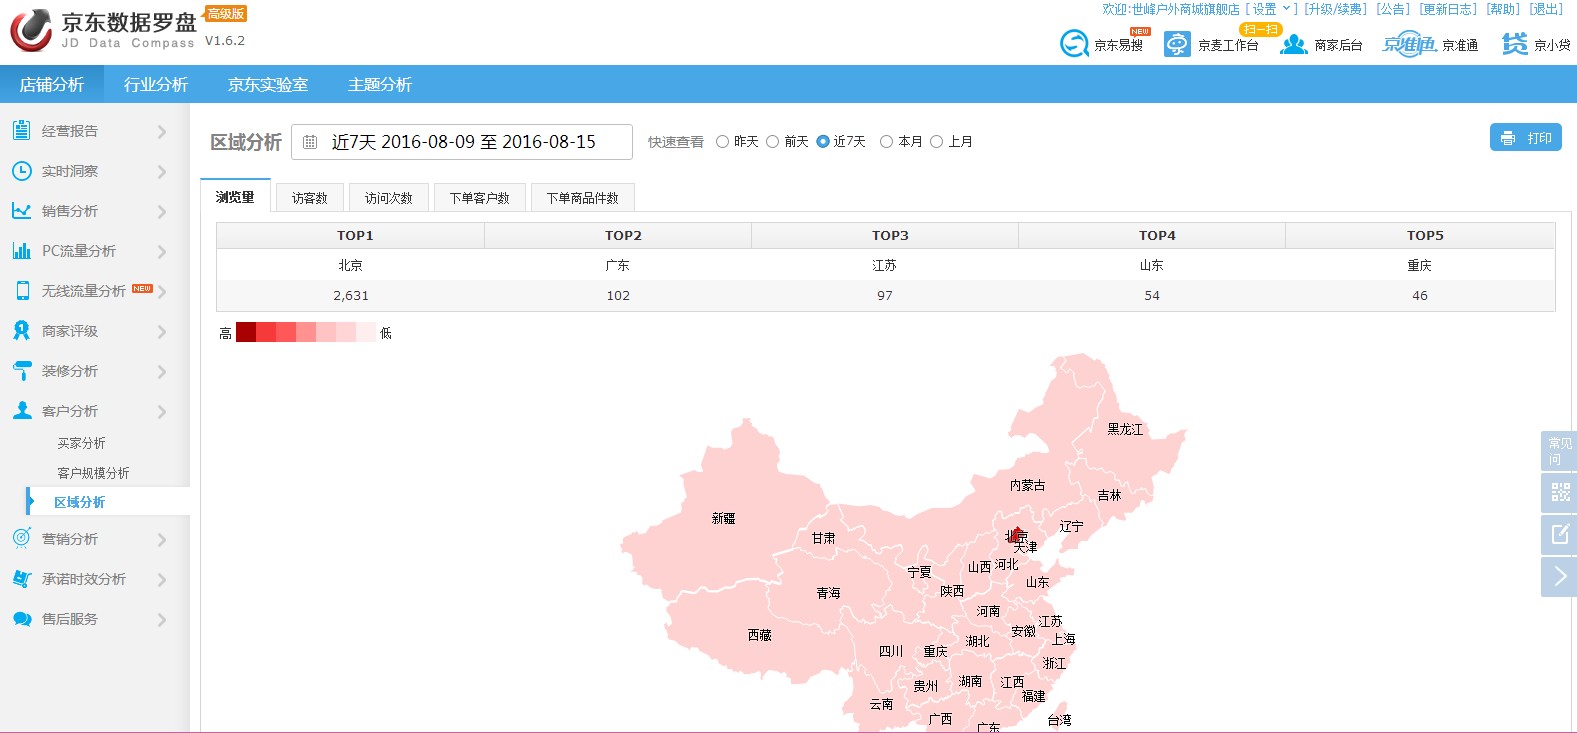 京东数据罗盘 高级版
JD Data Compass V1.6.2
欢迎:世峰户外商城旗舰店 [ 设置 ] [升级/续费] [公告] [更新日志] [帮助] [退出]
京东易搜 NEW 京麦工作台 扫一扫 商家后台 京准通 京准通 贷 京小贷
店铺分析 行业分析 京东实验室 主题分析
经营报告
实时洞察
销售分析
PC流量分析
无线流量分析 NEW
商家评级
装修分析
客户分析
买家分析
客户规模分析
区域分析
营销分析
承诺时效分析
售后服务
区域分析 近7天 2016-08-09 至 2016-08-15 快速查看 昨天 前天 近7天 本月 上月 打印
浏览量 访客数 访问次数 下单客户数 下单商品件数
TOP1 TOP2 TOP3 TOP4 TOP5
北京 广东 江苏 山东 重庆
2,631 102 97 54 46
高 低
黑龙江
内蒙古
吉林
新疆
辽宁
甘肃
北京
天津
宁夏
山西
河北
山东
青海
陕西
河南
江苏
西藏
安徽
上海
湖北
四川
重庆
浙江
贵州
湖南
江西
福建
云南
广西
广东
台湾
常见
问